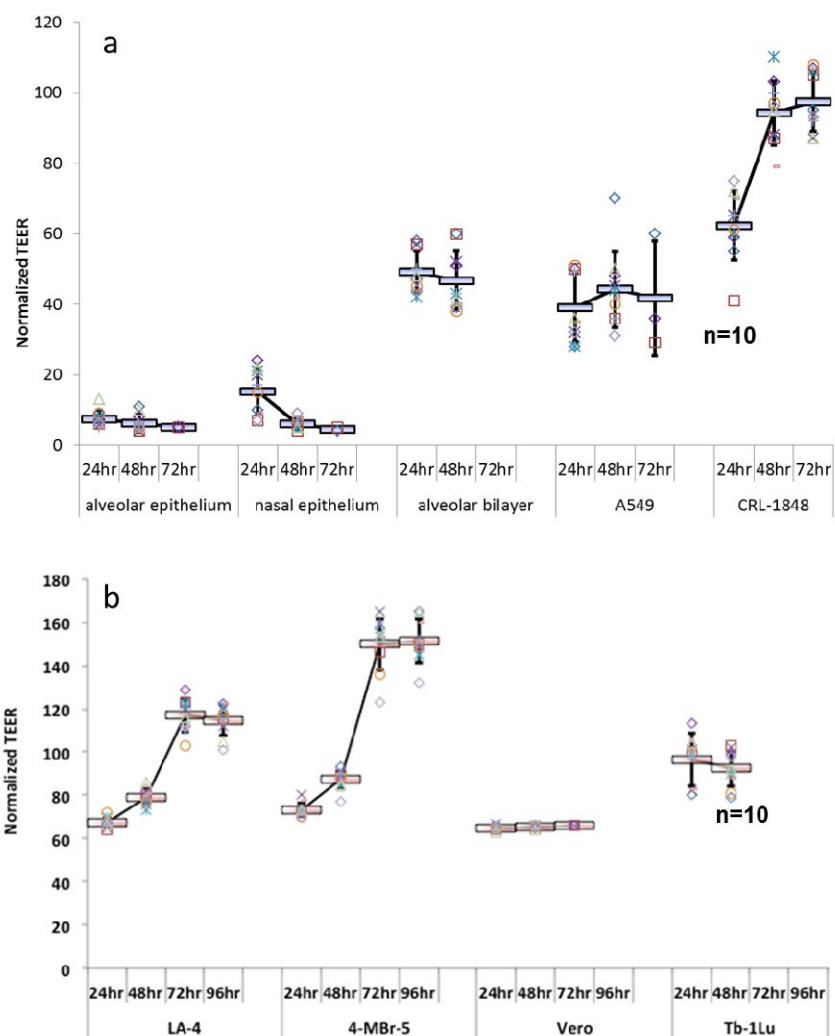 a
120
100
80
60
40
20
0
Normalized TEER
n=10
24hr 48hr 72hr 24hr 48hr 72hr 24hr 48hr 72hr 24hr 48hr 72hr 24hr 48hr 72hr
alveolar epithelium nasal epithelium alveolar bilayer A549 CRL-1848
b
180
160
140
120
100
80
60
40
20
0
Normalized TEER
n=10
24hr 48hr 72hr 96hr 24hr 48hr 72hr 96hr 24hr 48hr 72hr 96hr 24hr 48hr 72hr 96hr
LA-4 4-MBr-5 Vero Tb-1Lu